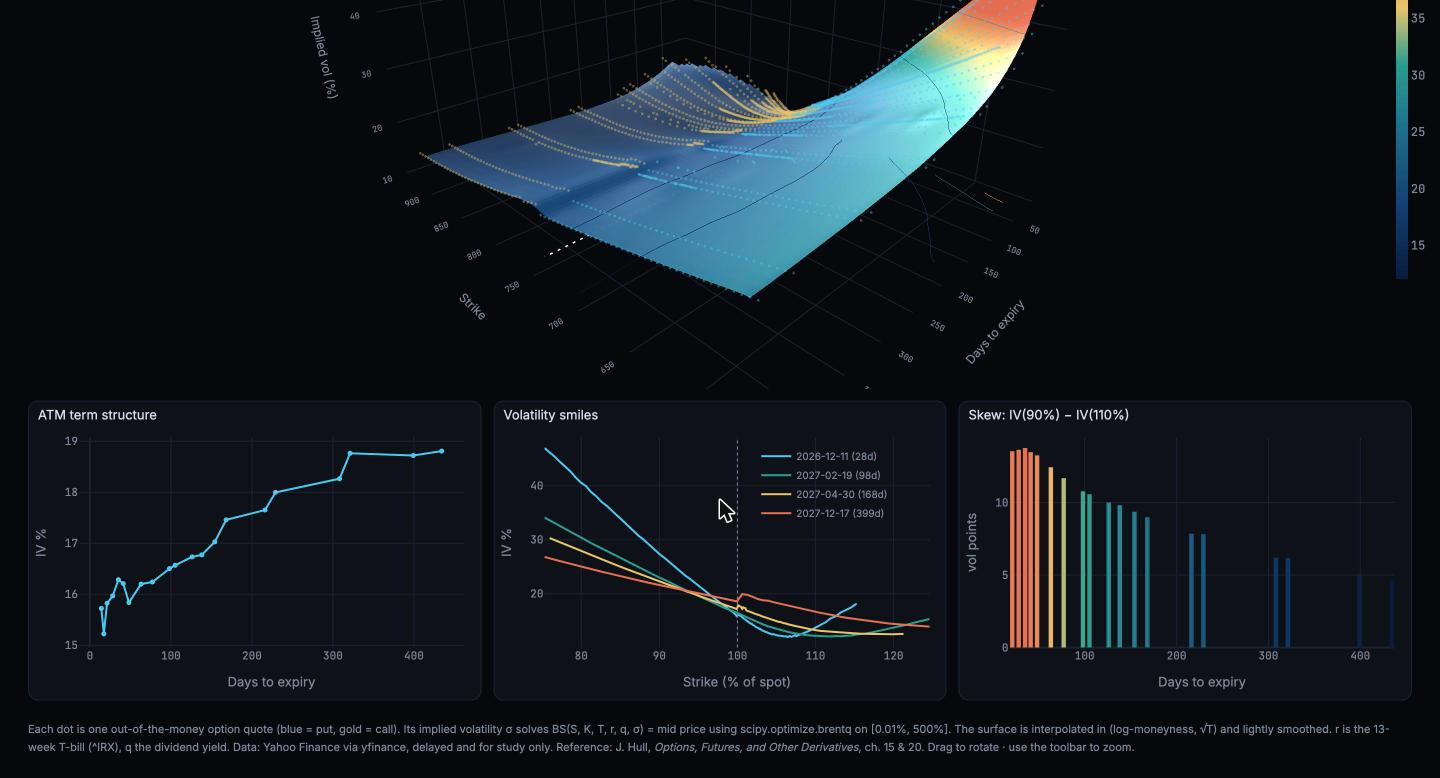 Implied vol (%)
40
30
20
10
900
850
800
750
700
650
Strike
50
100
150
200
250
300
Days to expiry
35
30
25
20
15
ATM term structure
19
18
17
16
15
IV %
0 100 200 300 400
Days to expiry
Volatility smiles
2026-12-11 (28d)
2027-02-19 (98d)
2027-04-30 (168d)
2027-12-17 (399d)
40
30
20
IV %
80 90 100 110 120
Strike (% of spot)
Skew: IV(90%) − IV(110%)
10
5
0
vol points
100 200 300 400
Days to expiry
Each dot is one out-of-the-money option quote (blue = put, gold = call). Its implied volatility σ solves BS(S, K, T, r, q, σ) = mid price using scipy.optimize.brentq on [0.01%, 500%]. The surface is interpolated in (log-moneyness, √T) and lightly smoothed. r is the 13-
week T-bill (^IRX), q the dividend yield. Data: Yahoo Finance via yfinance, delayed and for study only. Reference: J. Hull, Options, Futures, and Other Derivatives, ch. 15 & 20. Drag to rotate · use the toolbar to zoom.